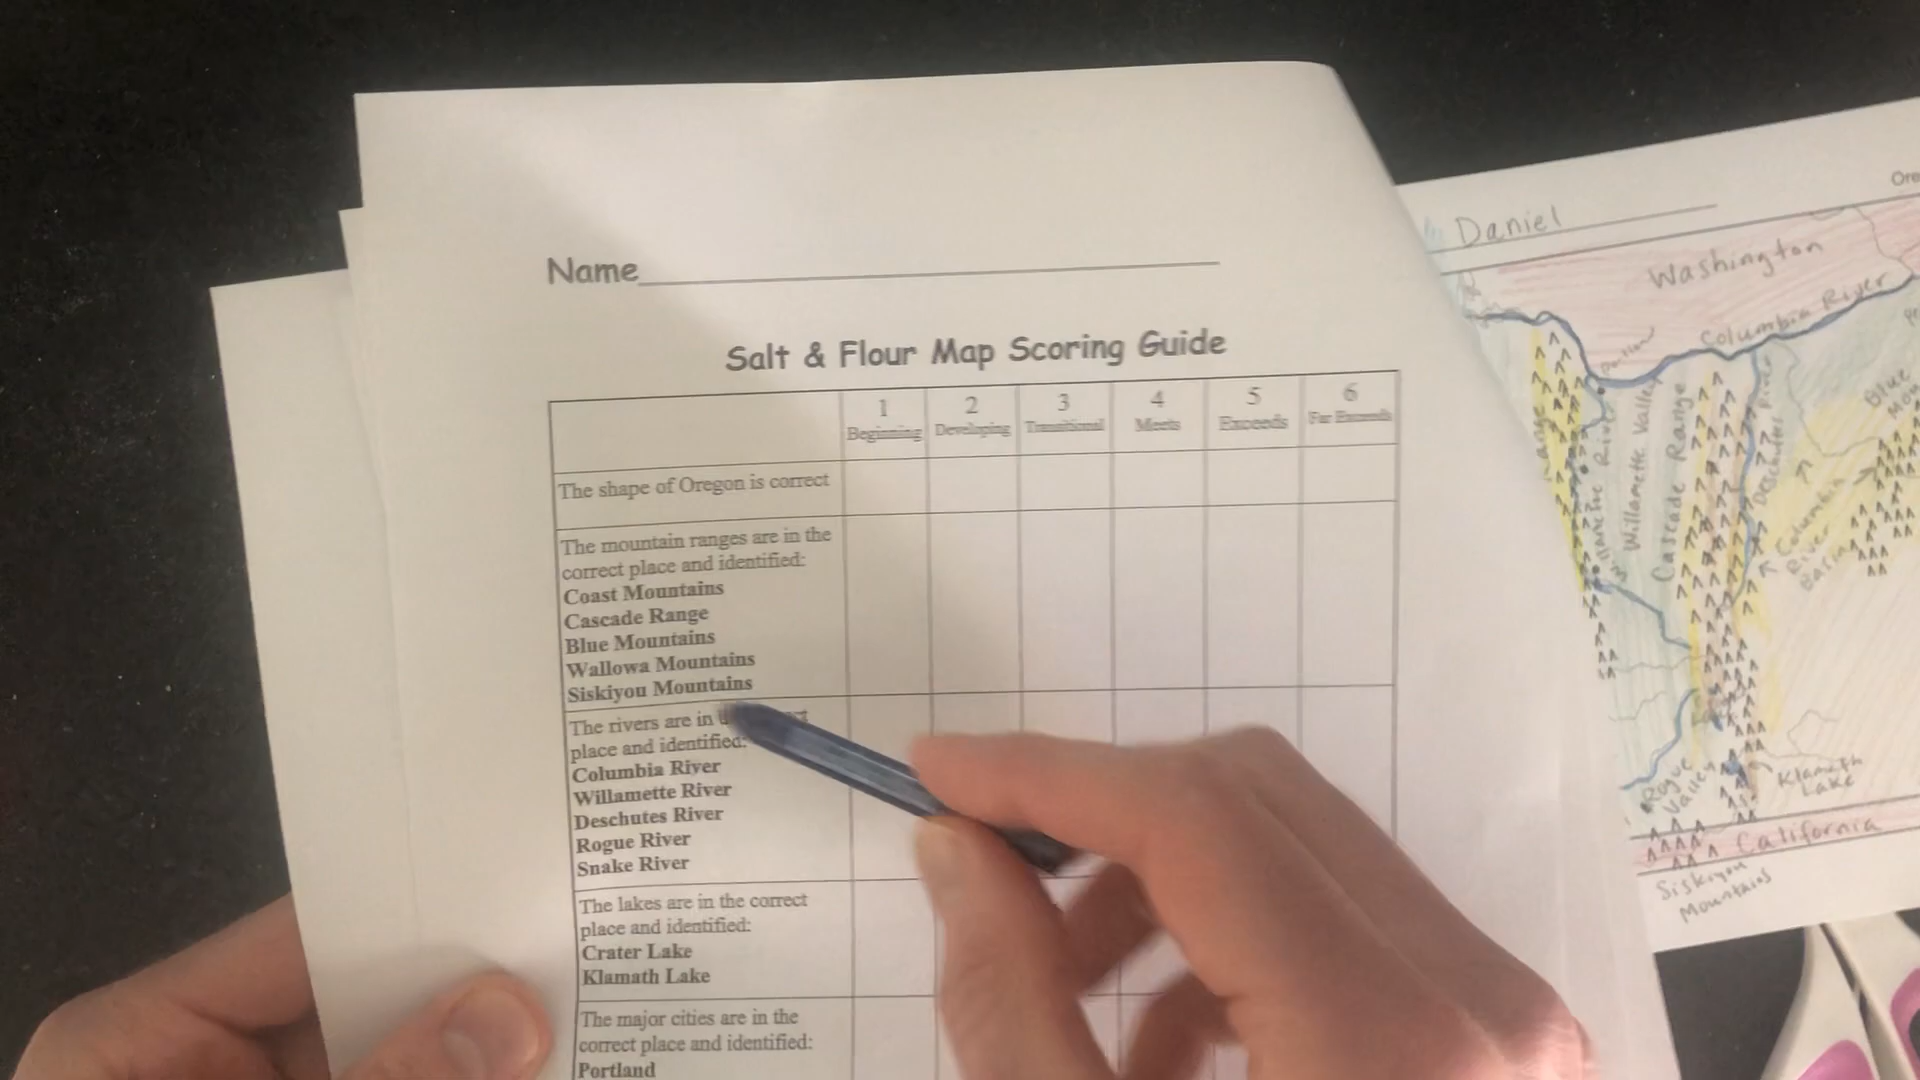 Name
Salt & Flour Map Scoring Guide
1 2 3 4 5 6
Beginning Developing Transitional Meets Exceeds Far Exceeds
The shape of Oregon is correct
The mountain ranges are in the
correct place and identified:
Coast Mountains
Cascade Range
Blue Mountains
Wallowa Mountains
Siskiyou Mountains
The rivers are in
place and identified:
Columbia River
Willamette River
Deschutes River
Rogue River
Snake River
The lakes are in the correct
place and identified:
Crater Lake
Klamath Lake
The major cities are in the
correct place and identified:
Portland
Ore
Daniel
Washington
Columbia River
Willamette Valley
Cascade Range
Deschutes River
Columbia
River
Basin
Blue
Mou
Rogue
Valley
Klamath
Lake
California
Siskiyou
Mountains